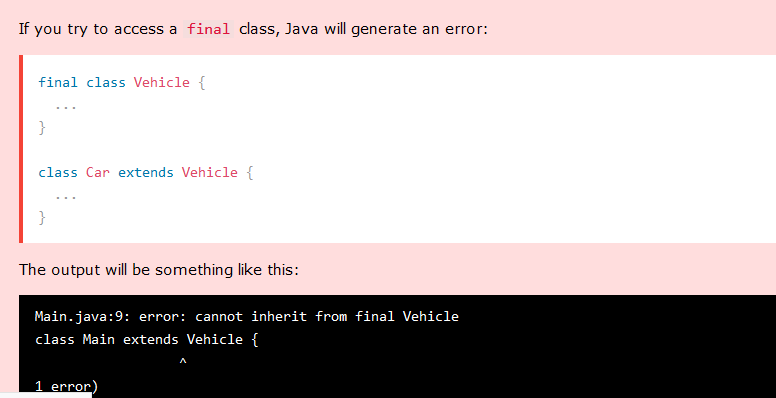 If you try to access a final class, Java will generate an error:
final class Vehicle {
...
}
class Car extends Vehicle {
...
}
The output will be something like this:
Main.java:9: error: cannot inherit from final Vehicle
class Main extends Vehicle {
^
1 error)